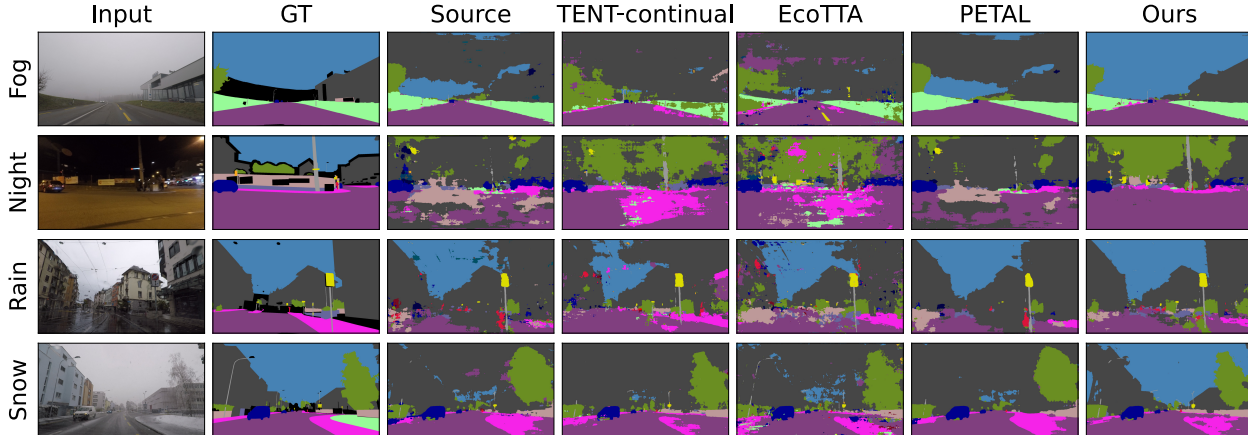 Input GT Source TENT-continual EcoTTA PETAL Ours
Fog
Night
Rain
Snow